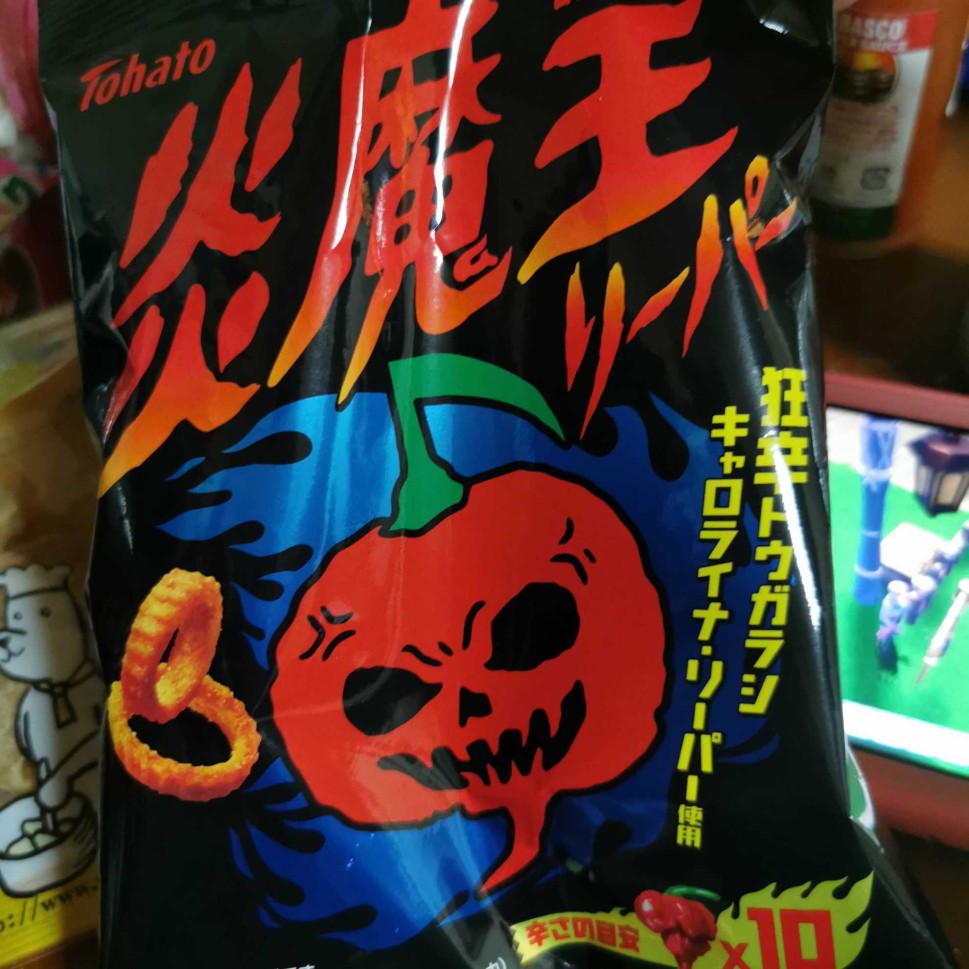 Tohato
炎魔王
リーパー
狂辛トウガラシ
キャロライナ・リーパー使用
辛さの目安
x10